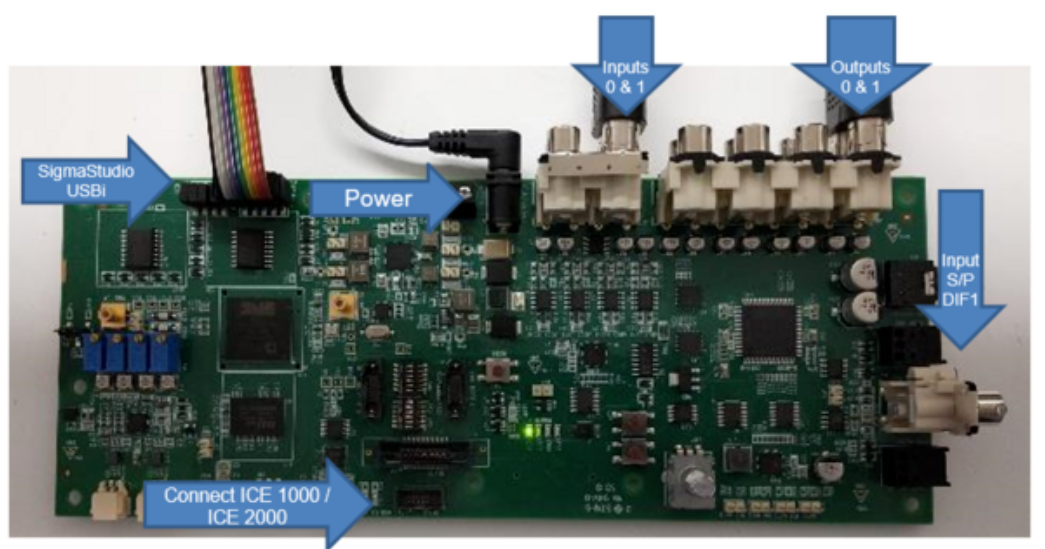 Inputs
0 & 1
Outputs
0 & 1
SigmaStudio
USBi
Power
Input
S/P
DIF1
Connect ICE 1000 /
ICE 2000